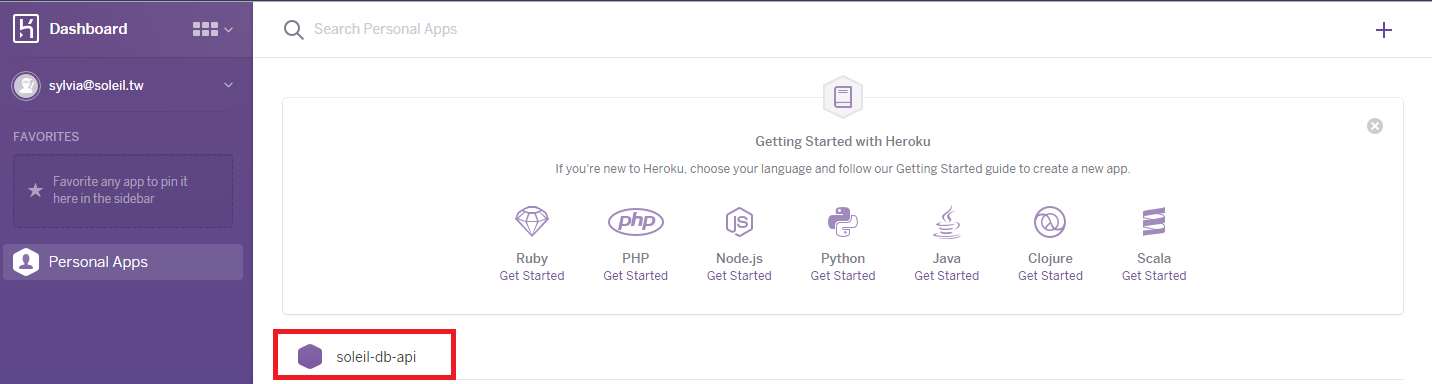 Dashboard
Search Personal Apps
sylvia@soleil.tw
FAVORITES
Favorite any app to pin it
here in the sidebar
Personal Apps
Getting Started with Heroku
If you're new to Heroku, choose your language and follow our Getting Started guide to create a new app.
php
JS
Ruby PHP Node.js Python Java Clojure Scala
Get Started Get Started Get Started Get Started Get Started Get Started Get Started
soleil-db-api